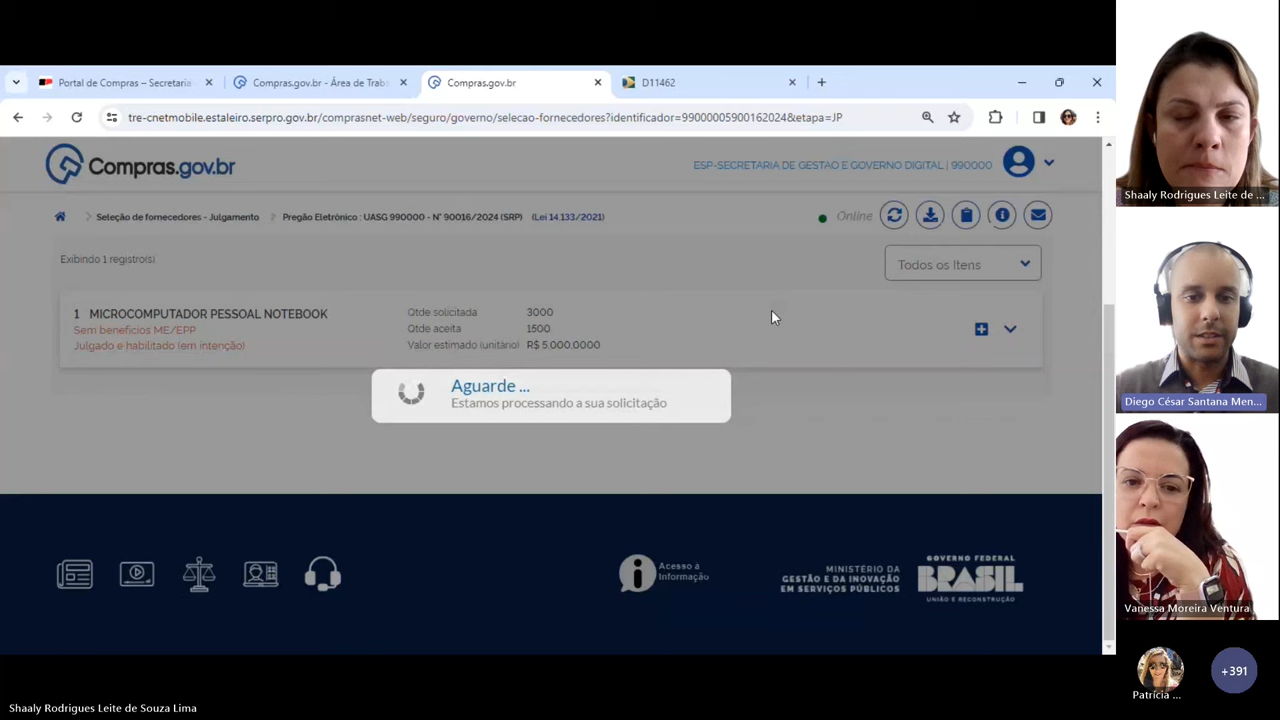 Portal de Compras – Secretaria
Compras.gov.br - Área de Trab
Compras.gov.br
D11462
tre-cnetmobile.estaleiro.serpro.gov.br/comprasnet-web/seguro/governo/selecao-fornecedores?identificador=99000005900162024&etapa=JP
Compras.gov.br
ESP-SECRETARIA DE GESTAO E GOVERNO DIGITAL | 990000
Seleção de fornecedores - Julgamento
Pregão Eletrônico : UASG 990000 - N° 90016/2024 (SRP) (Lei 14.133/2021)
Online
Exibindo 1 registro(s)
Todos os Itens
1 MICROCOMPUTADOR PESSOAL NOTEBOOK
Sem benefícios ME/EPP
Julgado e habilitado (em intenção)
Qtde solicitada 3000
Qtde aceita 1500
Valor estimado (unitário) R$ 5.000,0000
Aguarde ...
Estamos processando a sua solicitação
Acesso à
Informação
MINISTÉRIO DA
GESTÃO E DA INOVAÇÃO
EM SERVIÇOS PÚBLICOS
GOVERNO FEDERAL
BRASIL
UNIÃO E RECONSTRUÇÃO
Shaaly Rodrigues Leite de ...
Diego César Santana Men...
Vanessa Moreira Ventura
Patrícia ...
+391
Shaaly Rodrigues Leite de Souza Lima